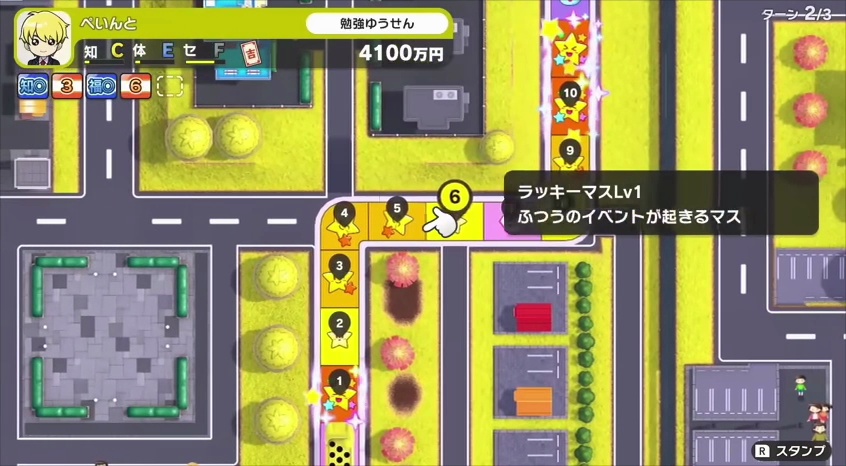 ぺいんと
勉強ゆうせん
ターン 2/3
知 C 体 E セ F 吉
4100万円
知 3 福 6
10
9
ラッキーマスLv1
ふつうのイベントが起きるマス
6
5
4
3
2
1
R スタンプ